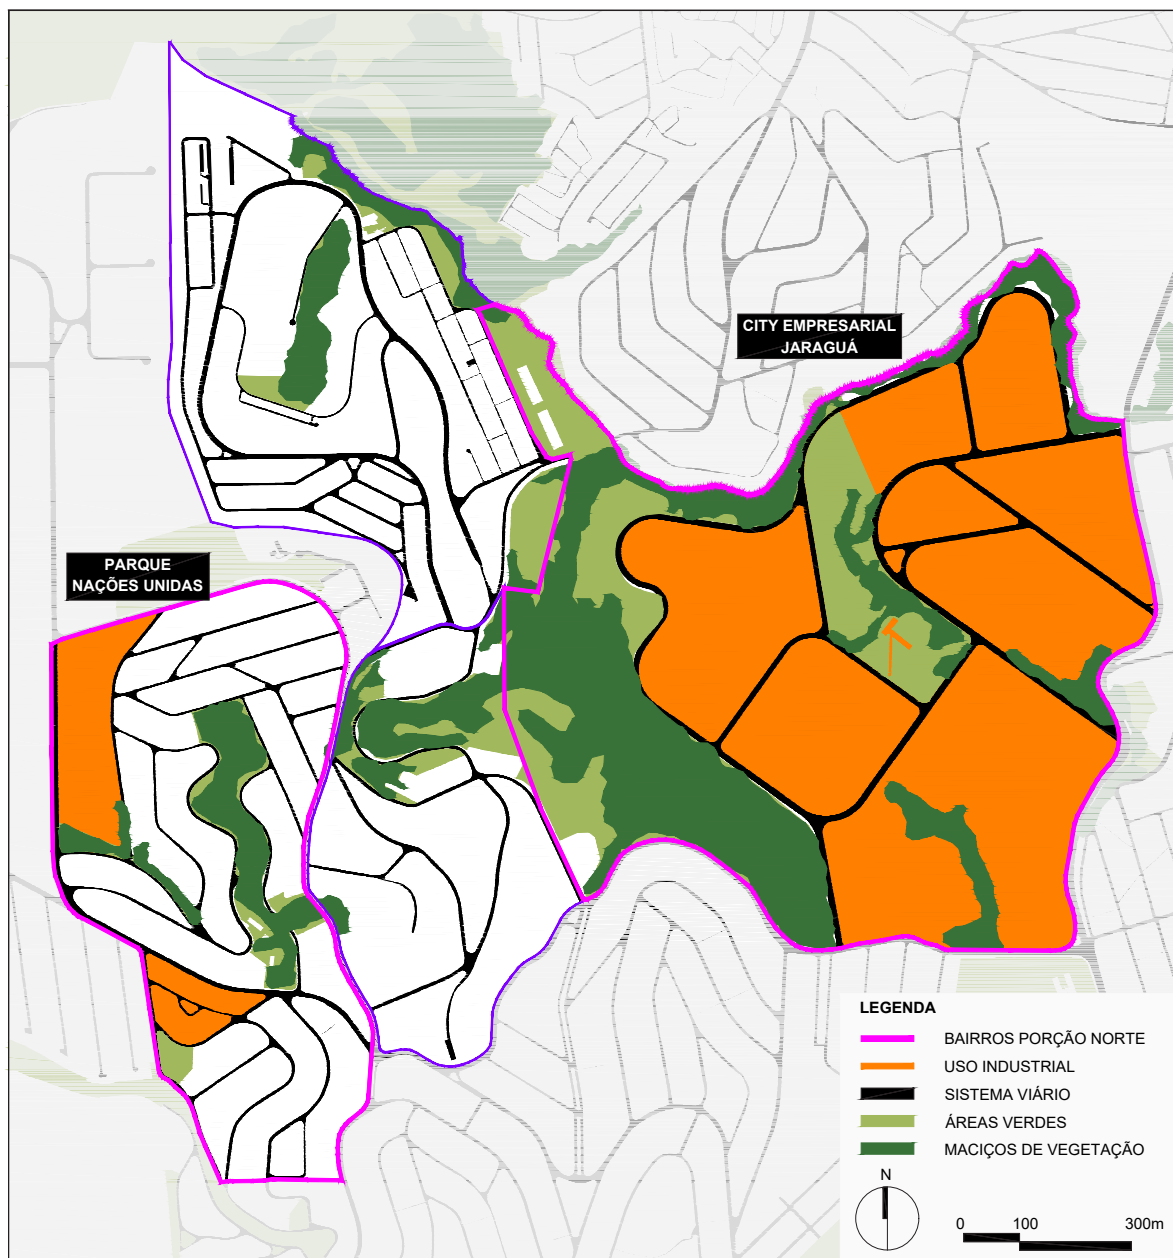 CITY EMPRESARIAL
JARAGUÁ
PARQUE
NAÇÕES UNIDAS
LEGENDA
BAIRROS PORÇÃO NORTE
USO INDUSTRIAL
SISTEMA VIÁRIO
ÁREAS VERDES
MACIÇOS DE VEGETAÇÃO
N
0 100 300m